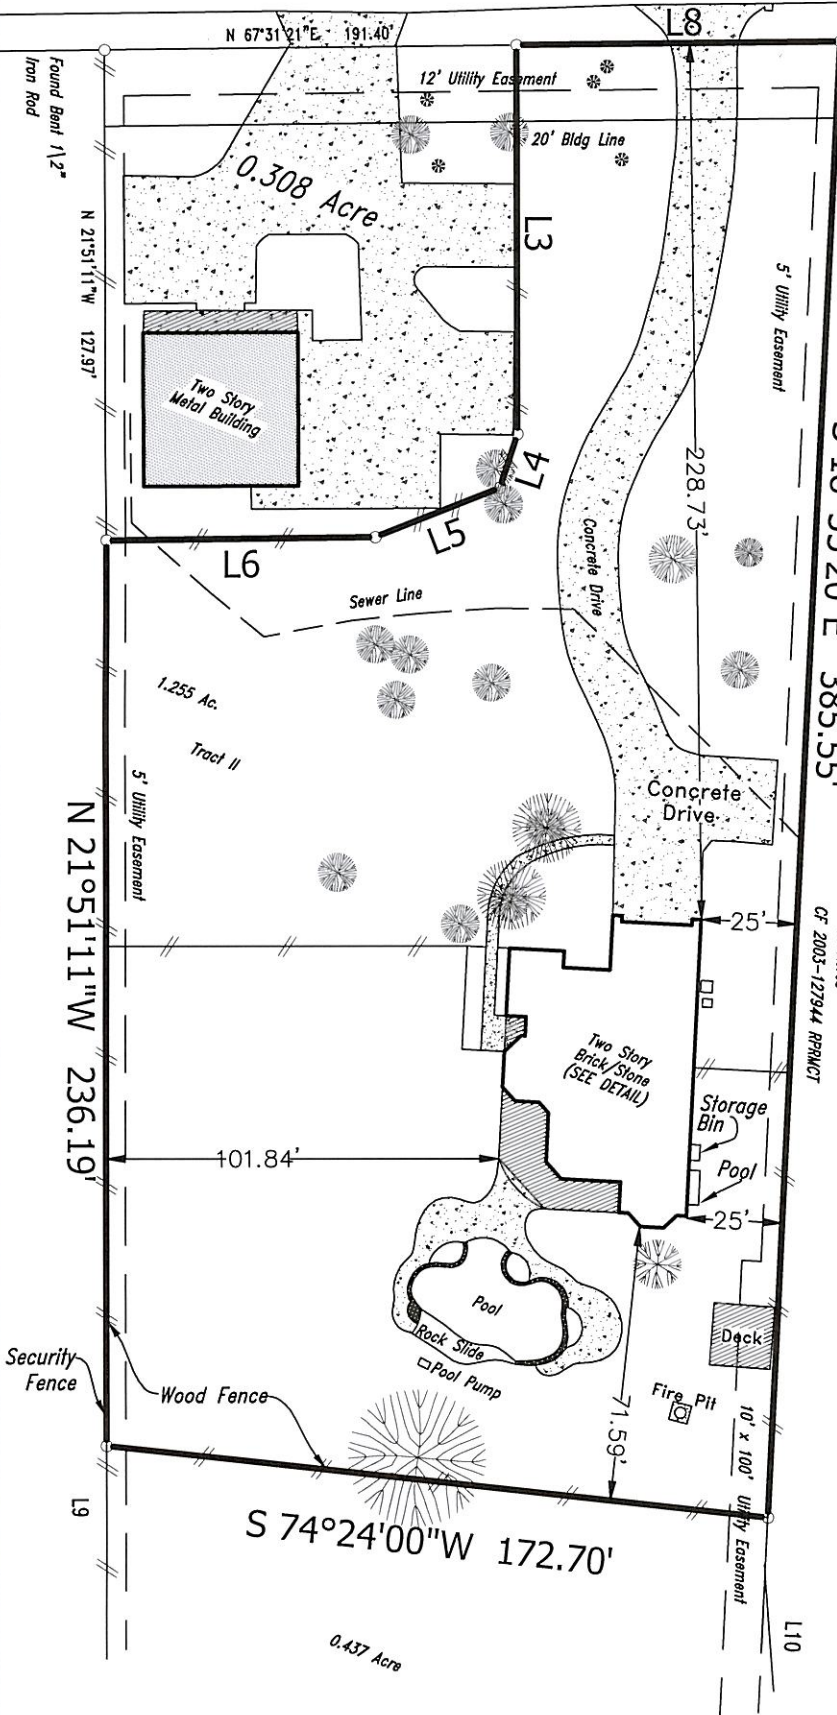 L8
N 67°31'21"E 191.40'
12' Utility Easement
20' Bldg Line
Found Bent 1\2"
Iron Rod
0.308 Acre
N 21°51'11"W 127.97'
L3
5' Utility Easement
Two Story
Metal Building
L4
L5
L6
228.73'
E 385.55'
Concrete Drive
Sewer Line
1.255 Ac.
Tract II
5' Utility Easement
Concrete
Drive
CF 2003-127944 RPRMCT
25'
N 21°51'11"W 236.19'
Two Story
Brick/Stone
(SEE DETAIL)
Storage
Bin
Pool
101.84'
25'
Pool
Rock Slide
Pool Pump
Deck
Fire Pit
71.59'
10' x 100' Utility Easement
Security
Fence
Wood Fence
L9
S 74°24'00"W 172.70'
L10
0.437 Acre